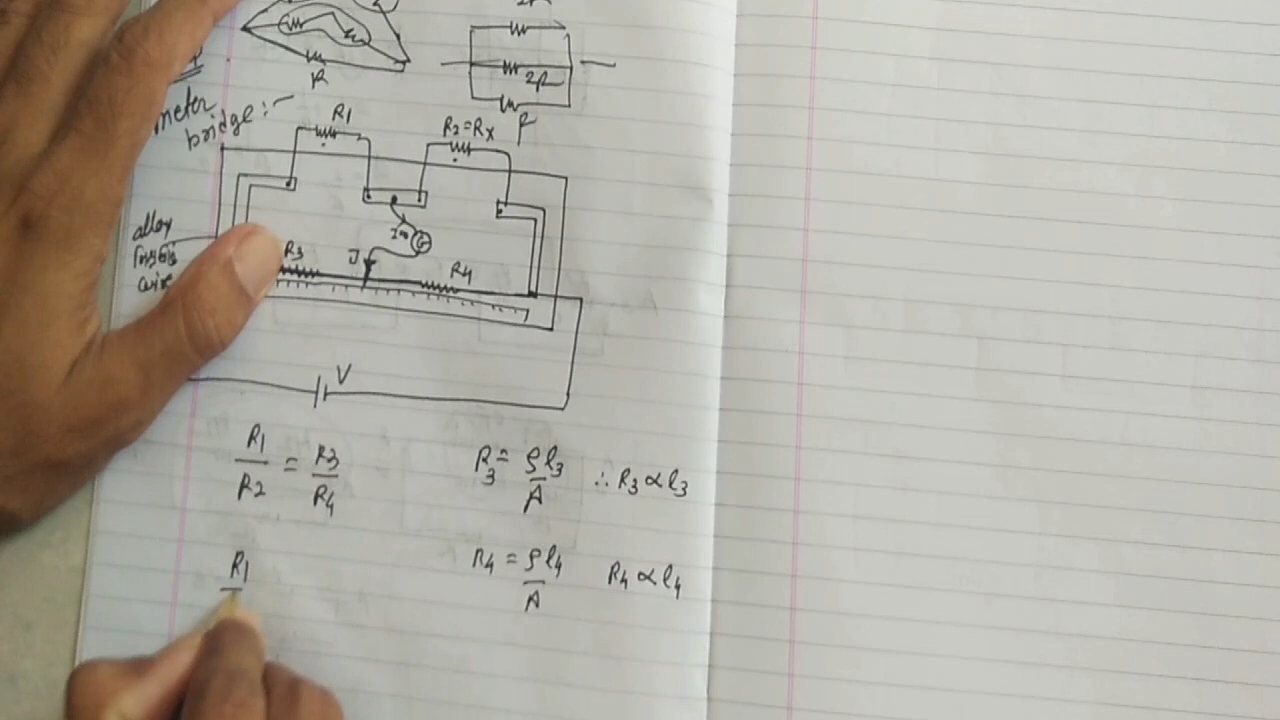 2R
R
2R
R
meter
bridge :-
R1
R2=Rx
alloy
wire
G
J
R3
R4
V
R1/R2 = R3/R4
R3 = ρl3/A ∴ R3 ∝ l3
R4 = ρl4/A R4 ∝ l4
R1